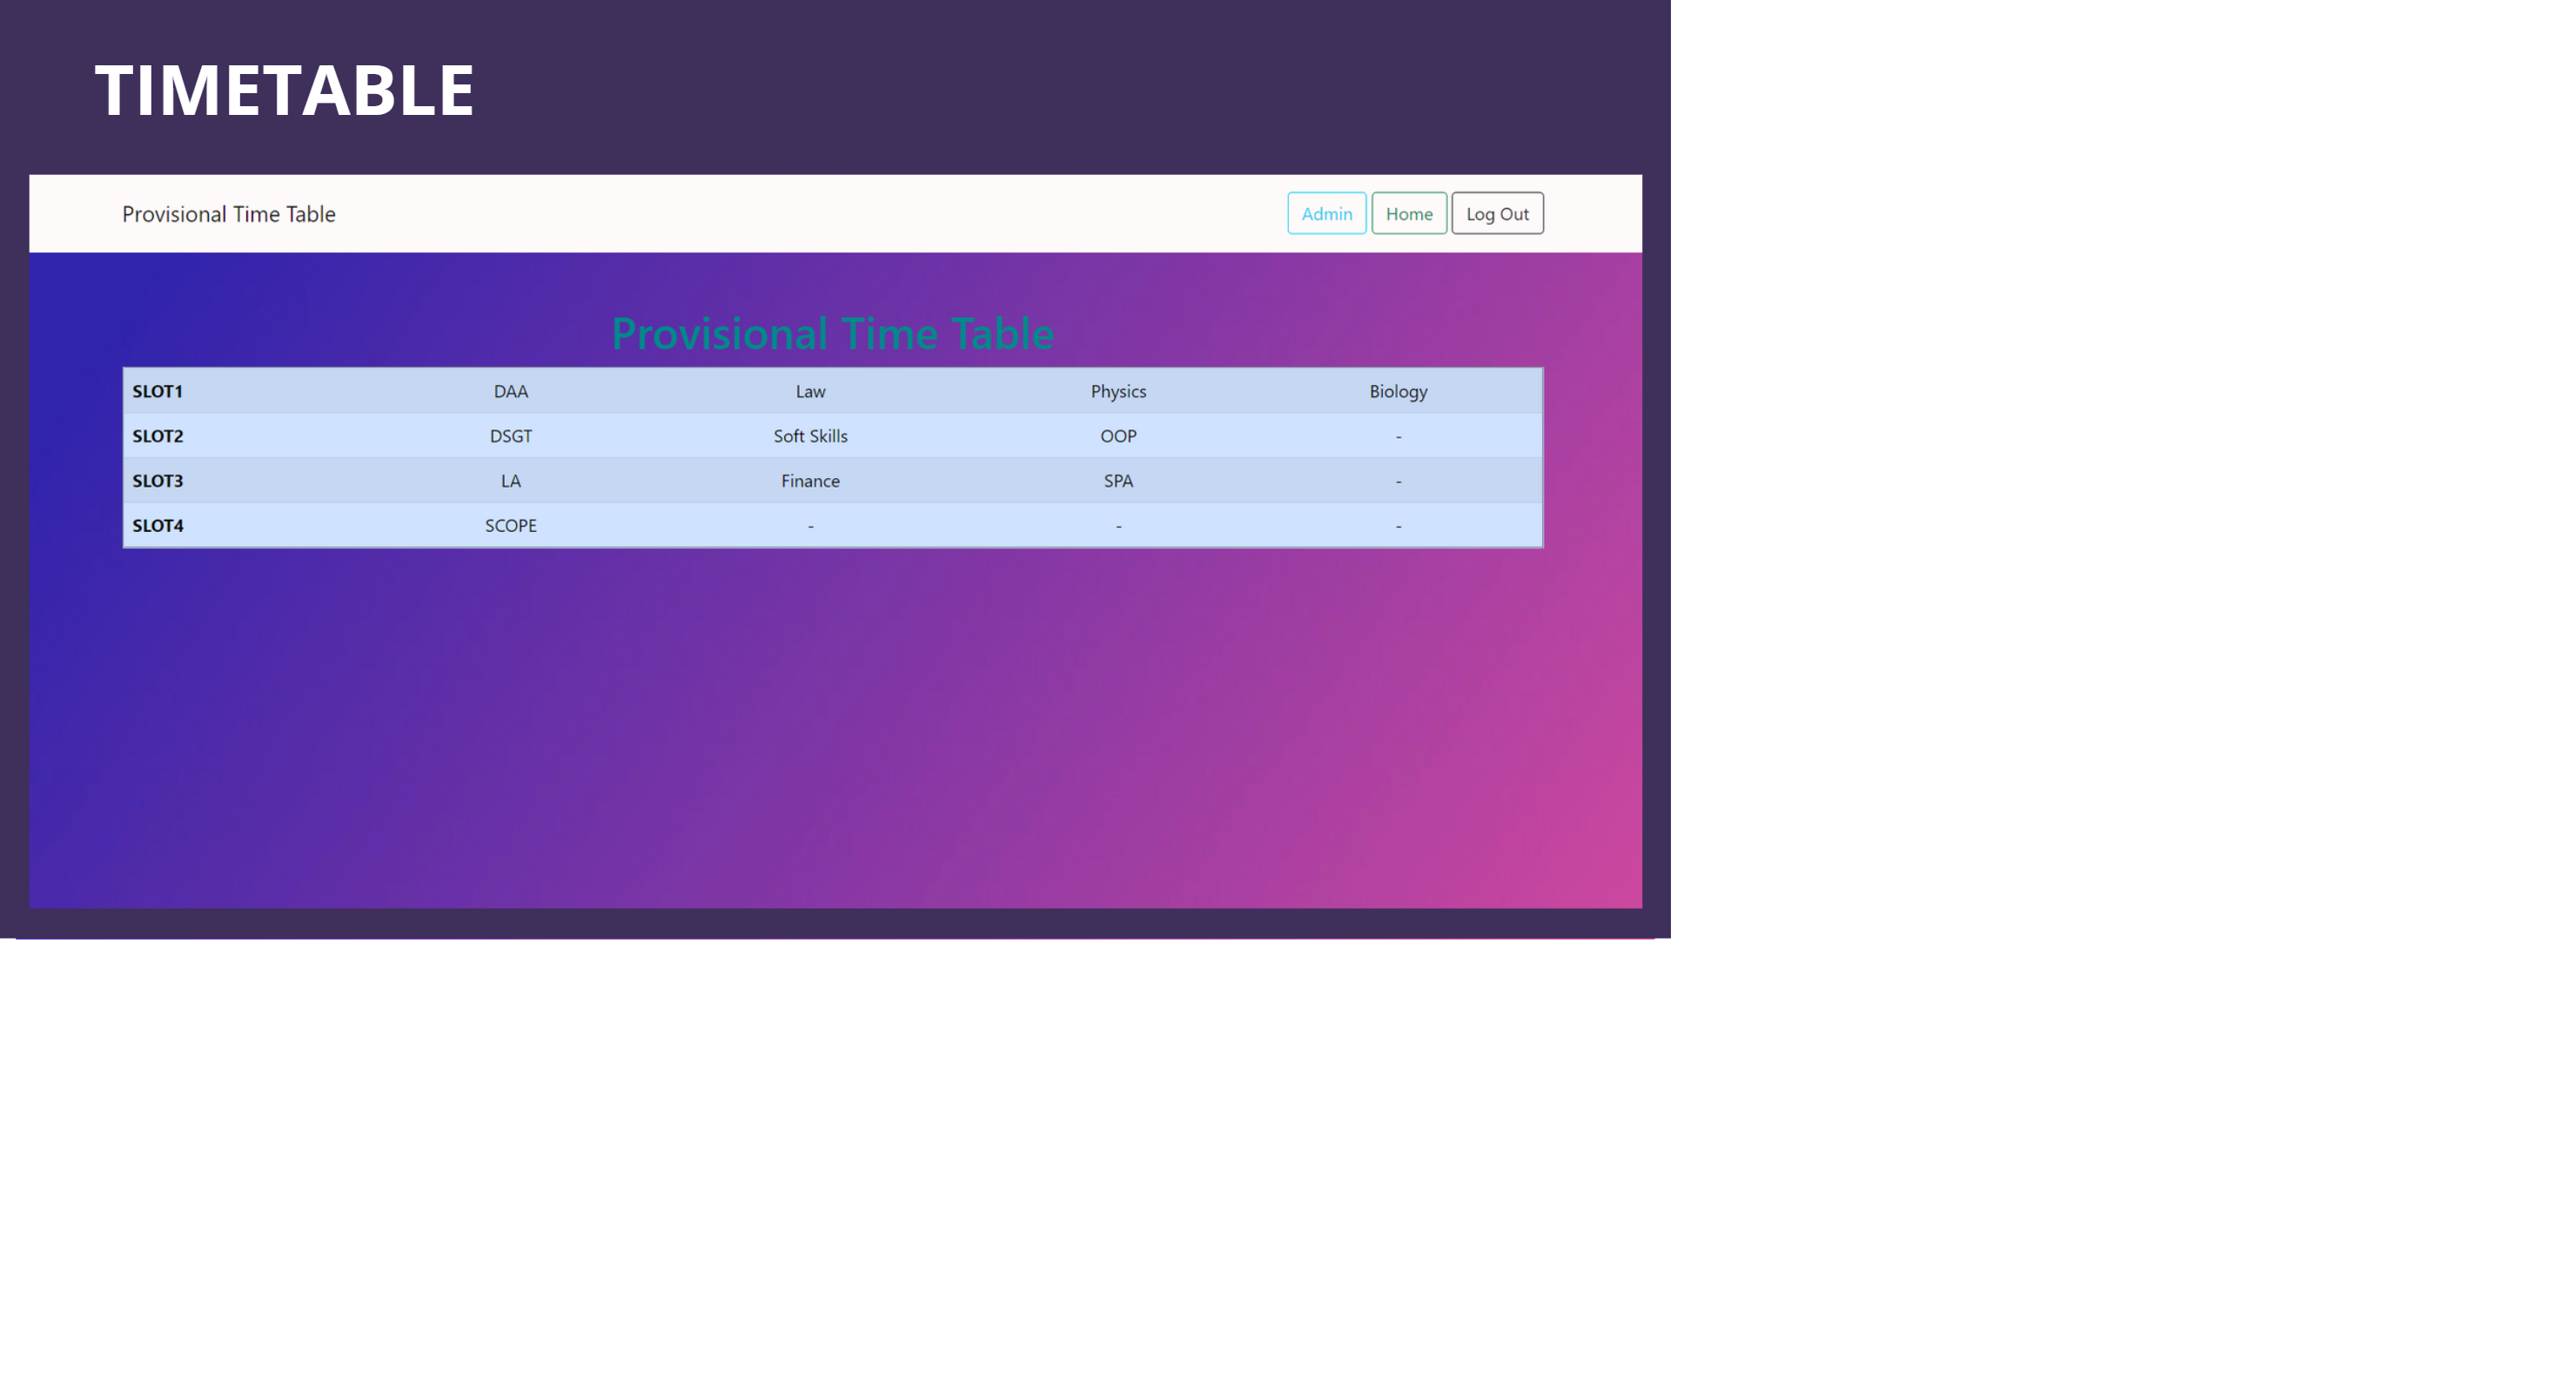 TIMETABLE
Provisional Time Table Admin Home Log Out
Provisional Time Table
SLOT1 DAA Law Physics Biology
SLOT2 DSGT Soft Skills OOP -
SLOT3 LA Finance SPA -
SLOT4 SCOPE - - -